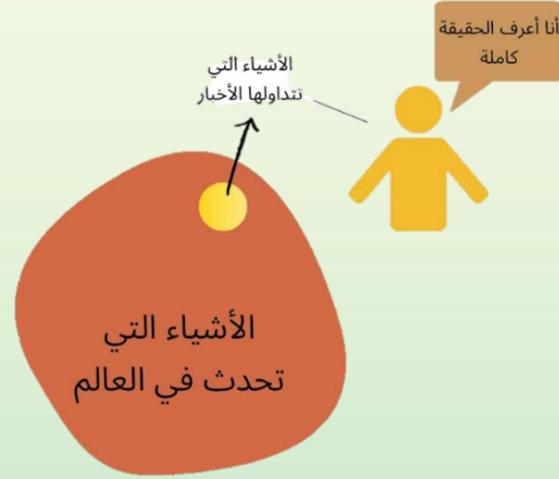 أنا أعرف الحقيقة
كاملة
الأشياء التي
تتداولها الأخبار
الأشياء التي
تحدث في العالم